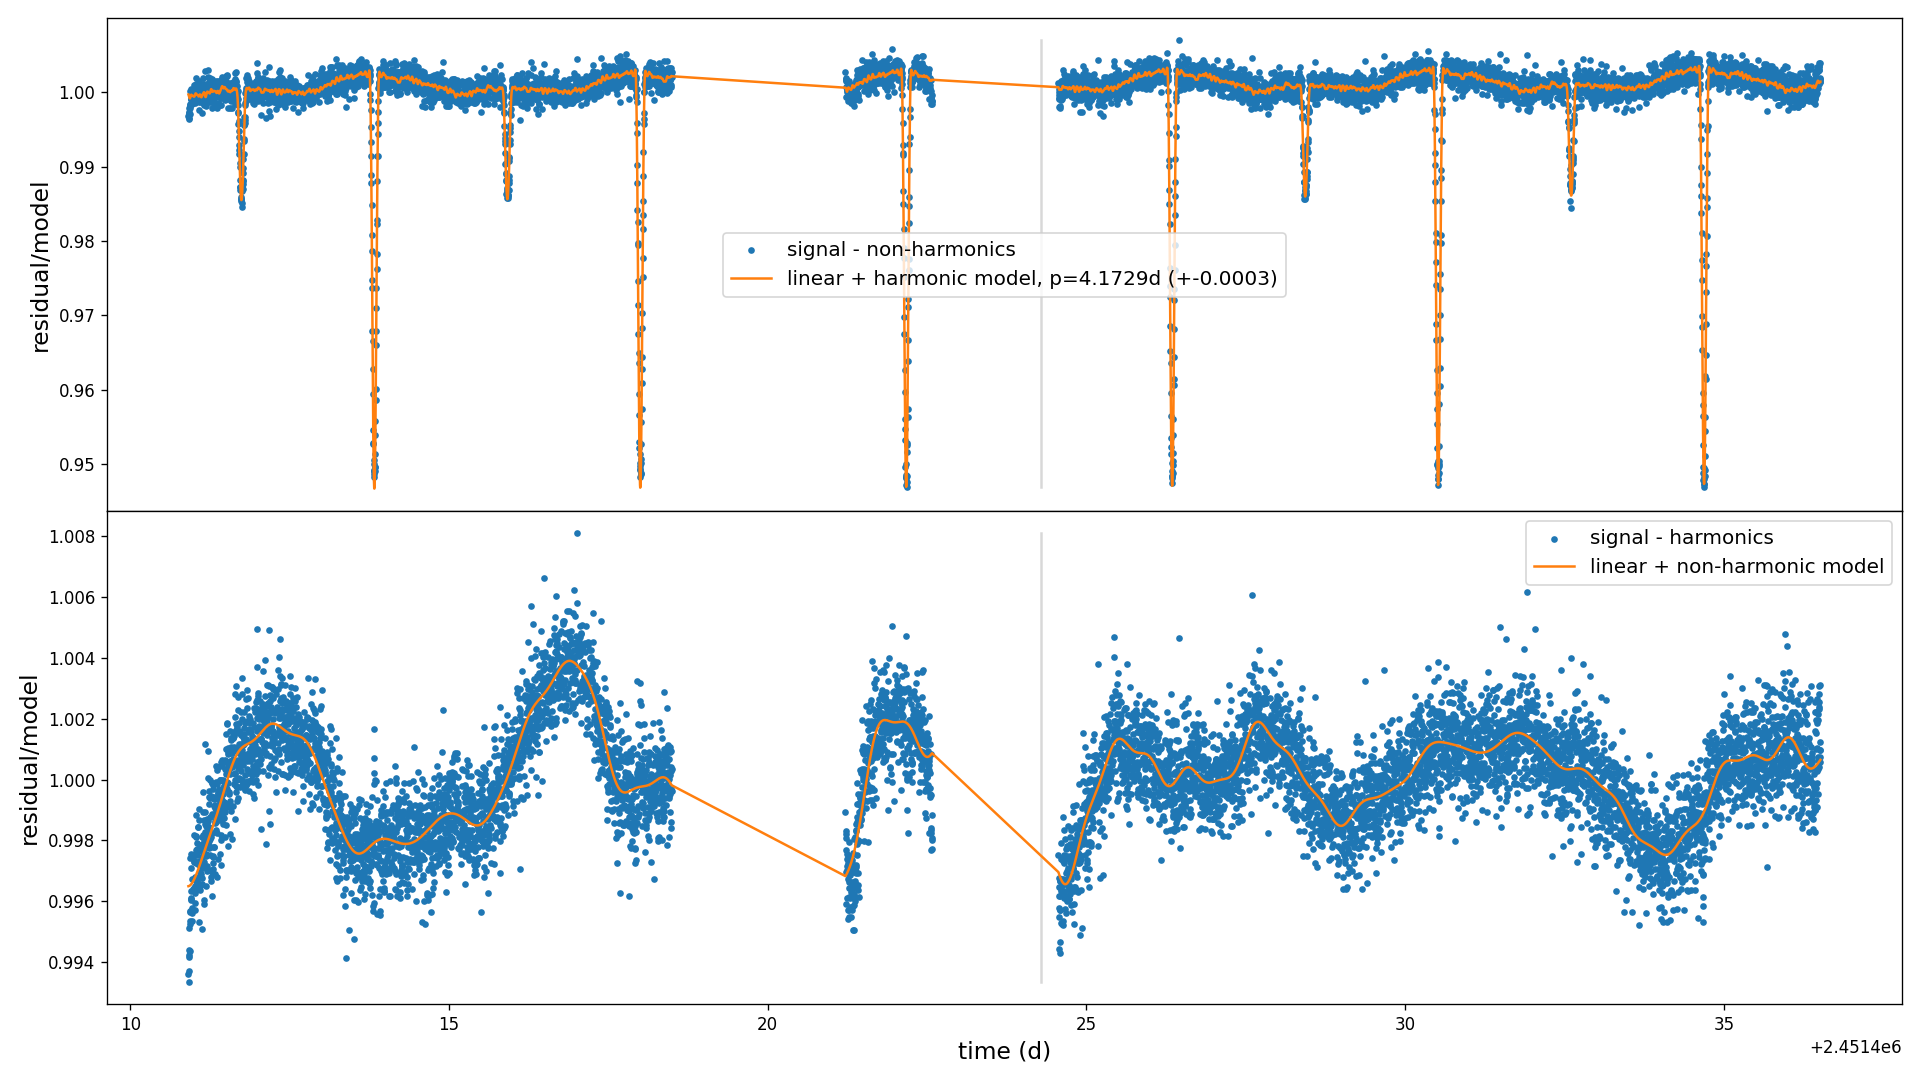 1.00
0.99
0.98
0.97
0.96
0.95
residual/model
signal - non-harmonics
linear + harmonic model, p=4.1729d (+-0.0003)
1.008
1.006
1.004
1.002
1.000
0.998
0.996
0.994
residual/model
signal - harmonics
linear + non-harmonic model
10
15
20
25
30
35
time (d)
+2.4514e6